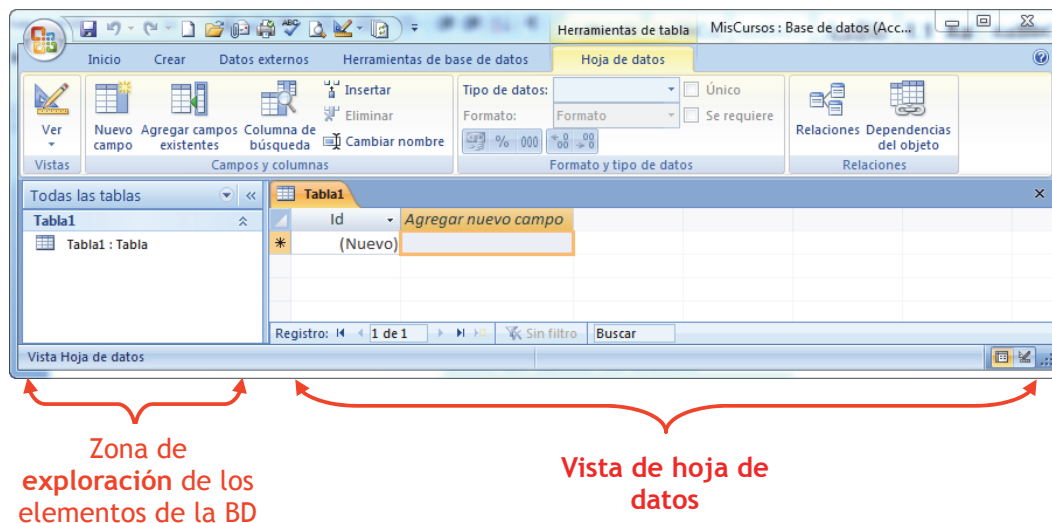 Herramientas de tabla MisCursos : Base de datos (Acc...
Inicio Crear Datos externos Herramientas de base de datos Hoja de datos
Ver
Vistas
Nuevo campo
Agregar campos existentes
Columna de búsqueda
Insertar
Eliminar
Cambiar nombre
Campos y columnas
Tipo de datos: Único
Formato: Formato Se requiere
% 000
Formato y tipo de datos
Relaciones
Dependencias del objeto
Relaciones
Todas las tablas
Tabla1
Tabla1 : Tabla
Tabla1
Id Agregar nuevo campo
(Nuevo)
Registro: 1 de 1 Sin filtro Buscar
Vista Hoja de datos
Zona de
exploración de los
elementos de la BD
Vista de hoja de
datos